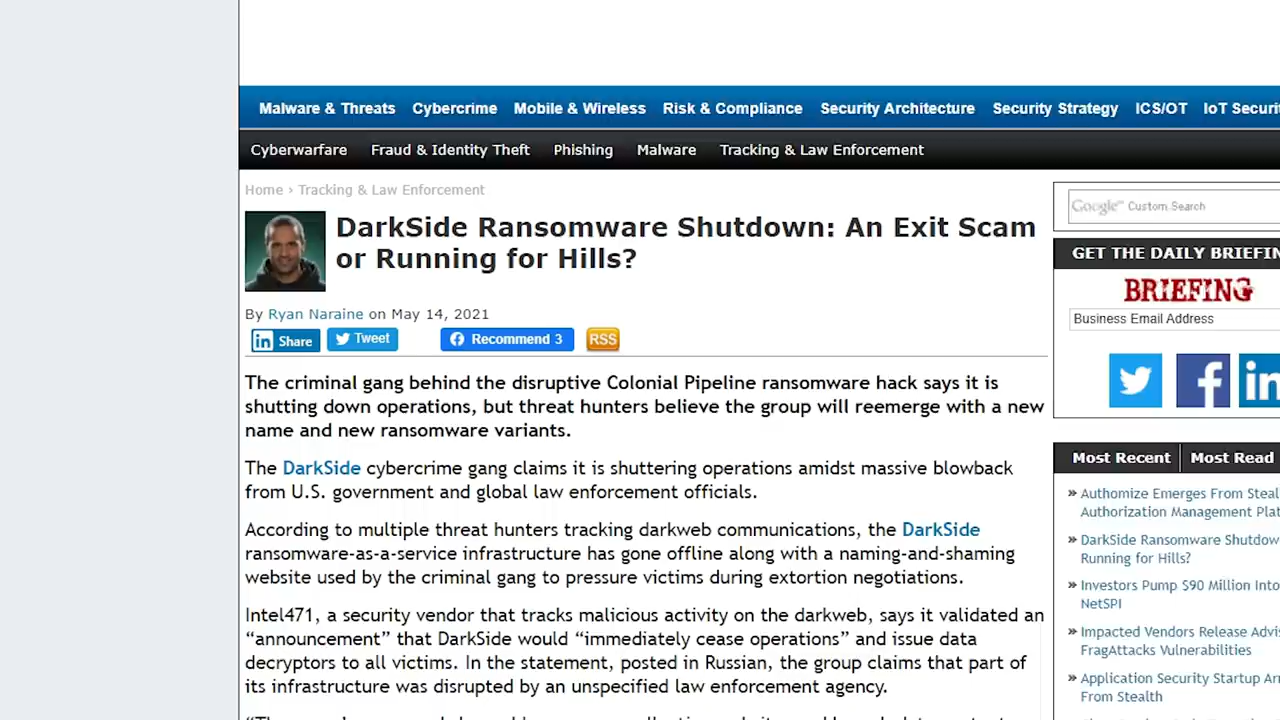 Malware & Threats Cybercrime Mobile & Wireless Risk & Compliance Security Architecture Security Strategy ICS/OT IoT Securi
Cyberwarfare Fraud & Identity Theft Phishing Malware Tracking & Law Enforcement
Home › Tracking & Law Enforcement
DarkSide Ransomware Shutdown: An Exit Scam
or Running for Hills?
By Ryan Naraine on May 14, 2021
in Share Tweet Recommend 3 RSS
The criminal gang behind the disruptive Colonial Pipeline ransomware hack says it is
shutting down operations, but threat hunters believe the group will reemerge with a new
name and new ransomware variants.
The DarkSide cybercrime gang claims it is shuttering operations amidst massive blowback
from U.S. government and global law enforcement officials.
According to multiple threat hunters tracking darkweb communications, the DarkSide
ransomware-as-a-service infrastructure has gone offline along with a naming-and-shaming
website used by the criminal gang to pressure victims during extortion negotiations.
Intel471, a security vendor that tracks malicious activity on the darkweb, says it validated an
“announcement” that DarkSide would “immediately cease operations” and issue data
decryptors to all victims. In the statement, posted in Russian, the group claims that part of
its infrastructure was disrupted by an unspecified law enforcement agency.
Google™ Custom Search
GET THE DAILY BRIEFIN
BRIEFING
Business Email Address
f in
Most Recent Most Read
» Authomize Emerges From Steal
Authorization Management Plat
» DarkSide Ransomware Shutdow
Running for Hills?
» Investors Pump $90 Million Into
NetSPI
» Impacted Vendors Release Advis
FragAttacks Vulnerabilities
» Application Security Startup Ar
From Stealth